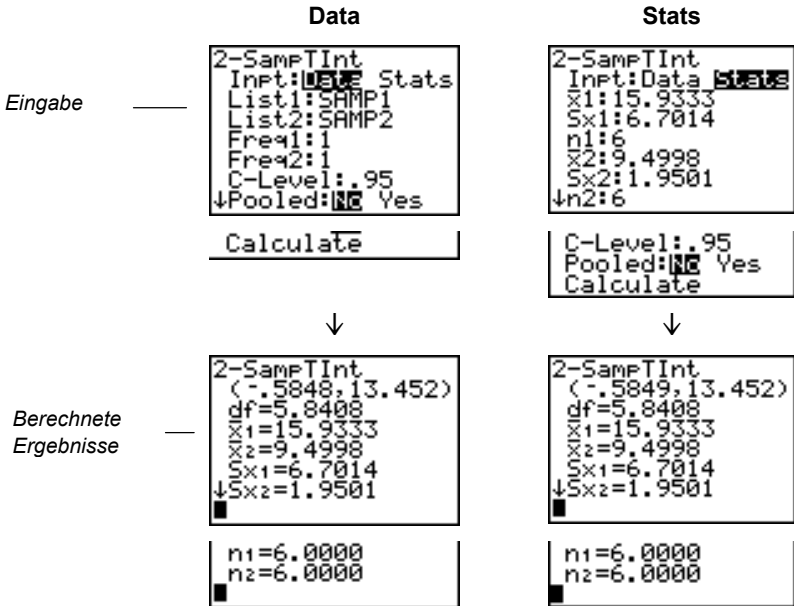 Data
Stats
Eingabe
2-SampTInt
Inpt:Data Stats
List1:SAMP1
List2:SAMP2
Freq1:1
Freq2:1
C-Level:.95
↓Pooled:No Yes
Calculate
2-SampTInt
Inpt:Data Stats
x̄1:15.9333
Sx1:6.7014
n1:6
x̄2:9.4998
Sx2:1.9501
↓n2:6
C-Level:.95
Pooled:No Yes
Calculate
↓
↓
Berechnete
Ergebnisse
2-SampTInt
(-.5848,13.452)
df=5.8408
x̄1=15.9333
x̄2=9.4998
Sx1=6.7014
↓Sx2=1.9501
n1=6.0000
n2=6.0000
2-SampTInt
(-.5849,13.452)
df=5.8408
x̄1=15.9333
x̄2=9.4998
Sx1=6.7014
↓Sx2=1.9501
n1=6.0000
n2=6.0000